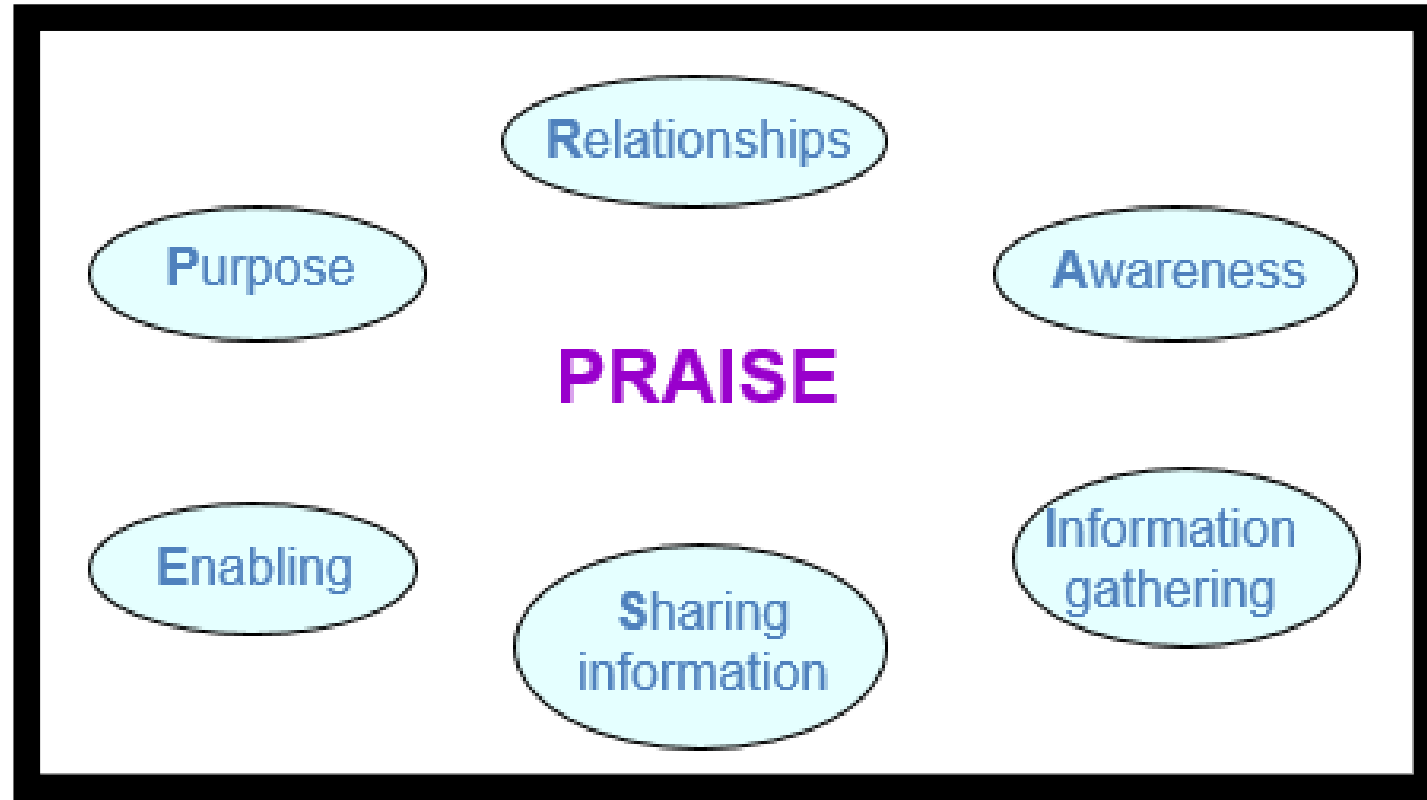 Relationships
Purpose
Awareness
PRAISE
Information
gathering
Enabling
Sharing
information